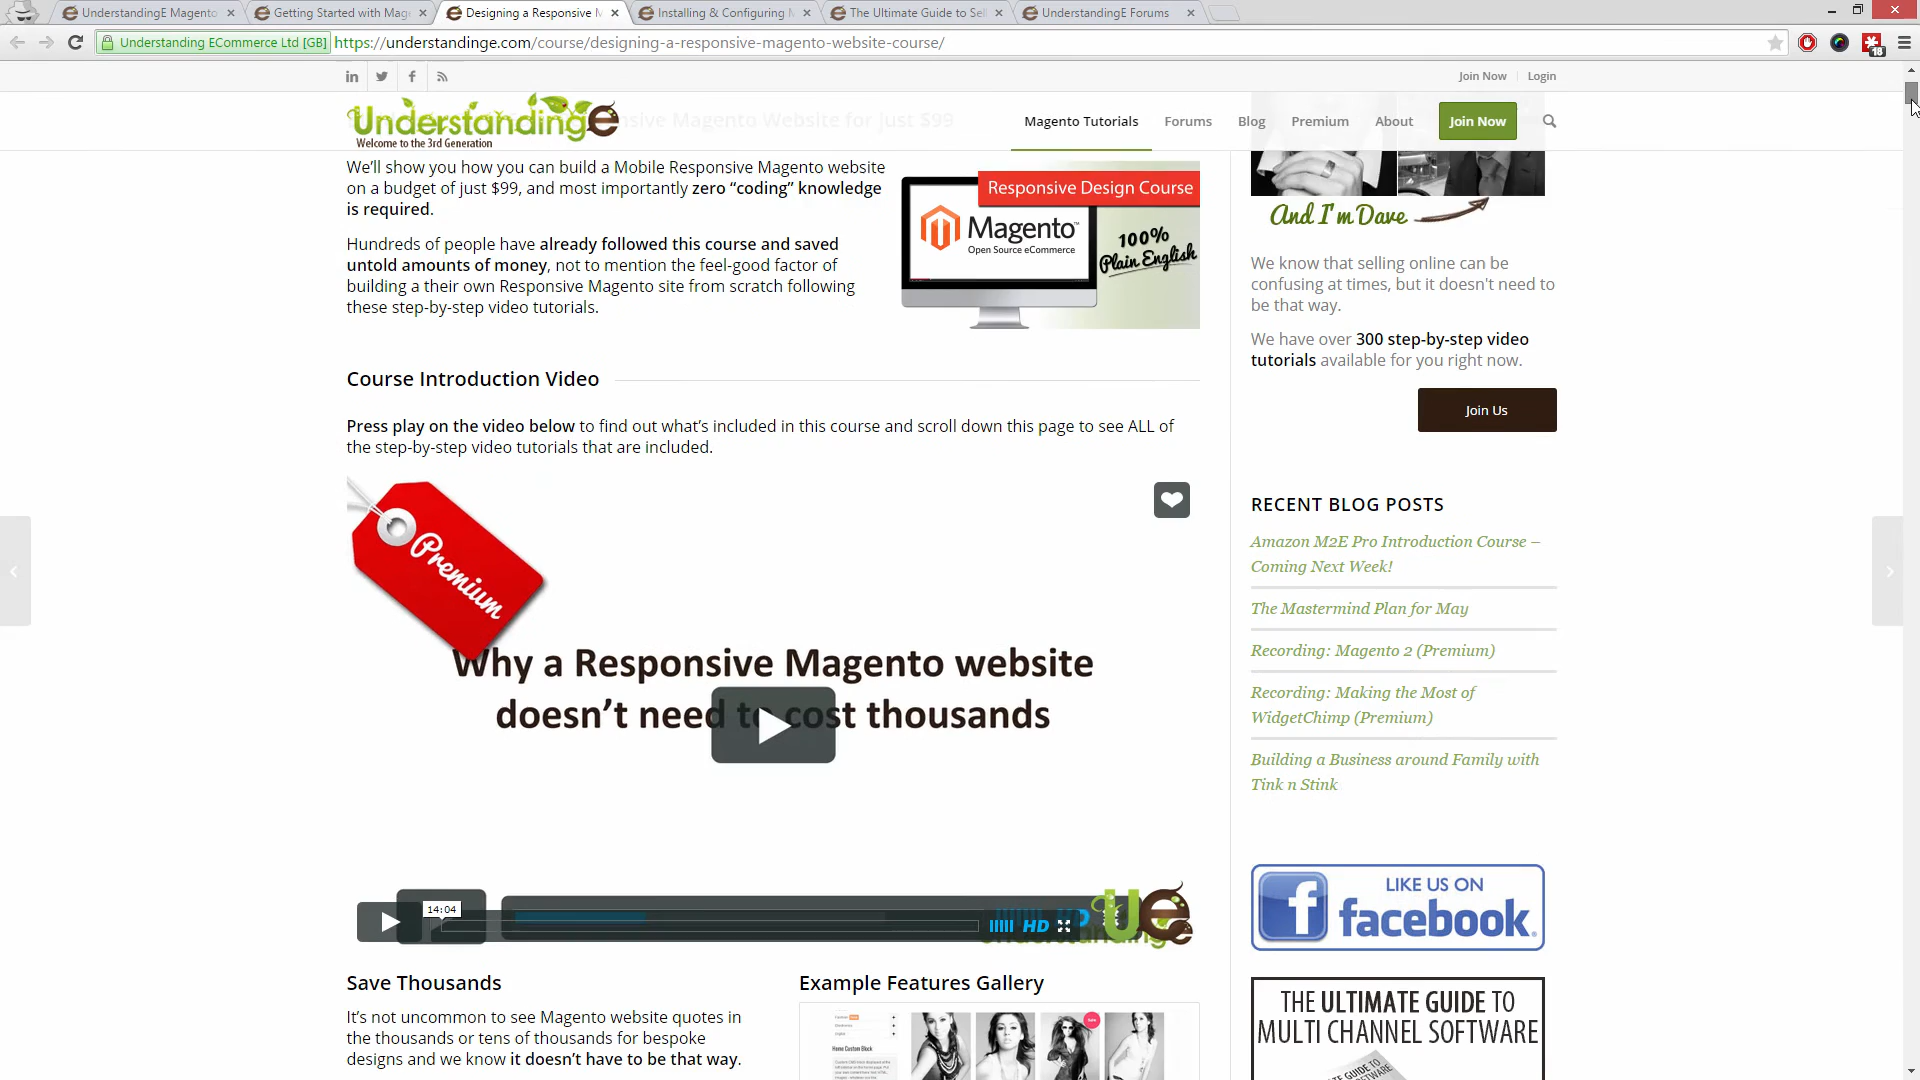 UnderstandingE Magento
Getting Started with Mag
Designing a Responsive M
Installing & Configuring M
The Ultimate Guide to Sel
UnderstandingE Forums
Understanding ECommerce Ltd [GB]
https://understandinge.com/course/designing-a-responsive-magento-website-course/
18
Join Now
Login
UnderstandingE
Welcome to the 3rd Generation
nsive Magento Website for just $99
Magento Tutorials
Forums
Blog
Premium
About
Join Now
We'll show you how you can build a Mobile Responsive Magento website
on a budget of just $99, and most importantly zero “coding” knowledge
is required.
Hundreds of people have already followed this course and saved
untold amounts of money, not to mention the feel-good factor of
building a their own Responsive Magento site from scratch following
these step-by-step video tutorials.
Responsive Design Course
Magento™
Open Source eCommerce
100%
Plain English
Course Introduction Video
Press play on the video below to find out what's included in this course and scroll down this page to see ALL of
the step-by-step video tutorials that are included.
Premium
Why a Responsive Magento website
doesn't need to cost thousands
14:04
HD
UE
Save Thousands
It's not uncommon to see Magento website quotes in
the thousands or tens of thousands for bespoke
designs and we know it doesn't have to be that way.
Example Features Gallery
Home Custom Block
And I'm Dave
We know that selling online can be
confusing at times, but it doesn't need to
be that way.
We have over 300 step-by-step video
tutorials available for you right now.
Join Us
RECENT BLOG POSTS
Amazon M2E Pro Introduction Course –
Coming Next Week!
The Mastermind Plan for May
Recording: Magento 2 (Premium)
Recording: Making the Most of
WidgetChimp (Premium)
Building a Business around Family with
Tink n Stink
LIKE US ON
facebook.
THE ULTIMATE GUIDE TO
MULTI CHANNEL SOFTWARE